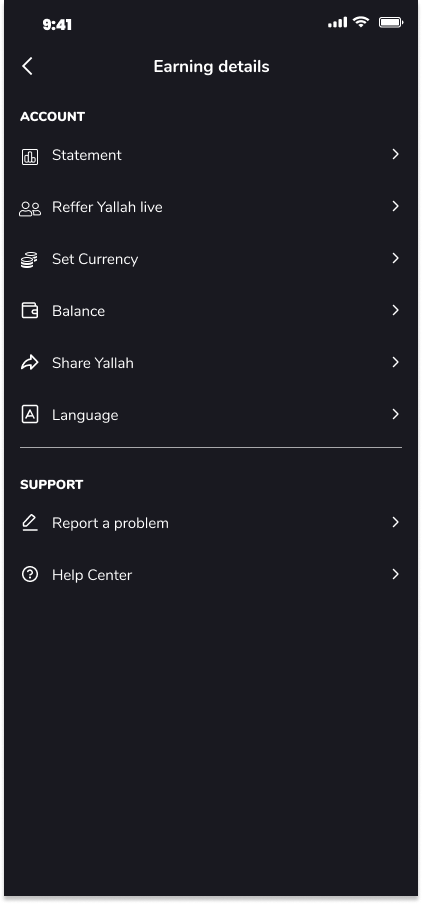 9:41
Earning details
ACCOUNT
Statement
Reffer Yallah live
Set Currency
Balance
Share Yallah
Language
SUPPORT
Report a problem
Help Center